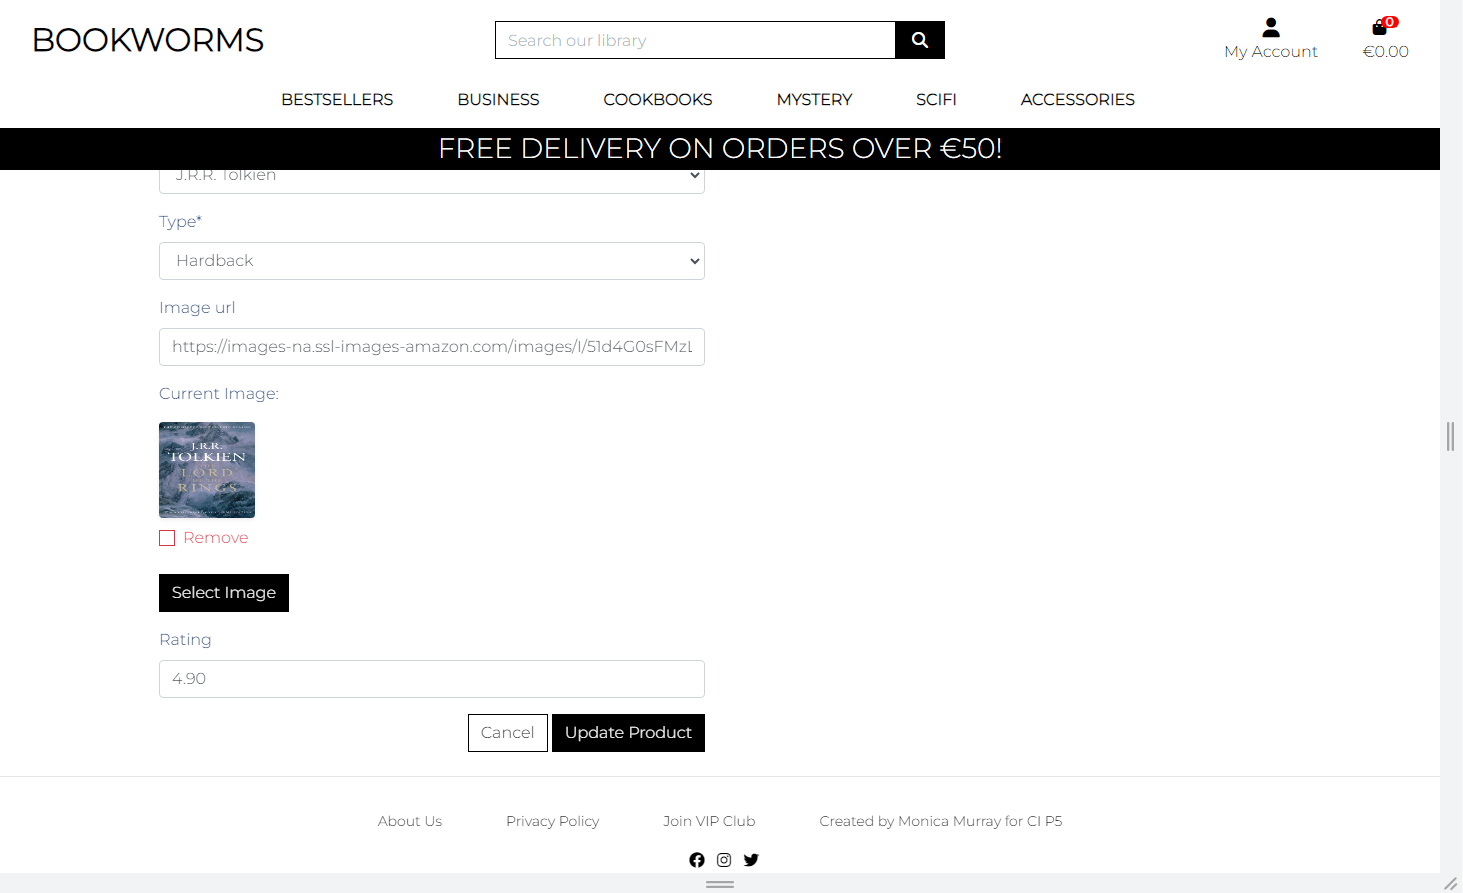 BOOKWORMS
Search our library
My Account
0
€0.00
BESTSELLERS BUSINESS COOKBOOKS MYSTERY SCIFI ACCESSORIES
FREE DELIVERY ON ORDERS OVER €50!
J.R.R. Tolkien
Type*
Hardback
Image url
https://images-na.ssl-images-amazon.com/images/I/51d4G0sFMzL
Current Image:
J.R.R.
TOLKIEN
LORD
RINGS
Remove
Select Image
Rating
4.90
Cancel Update Product
About Us Privacy Policy Join VIP Club Created by Monica Murray for CI P5